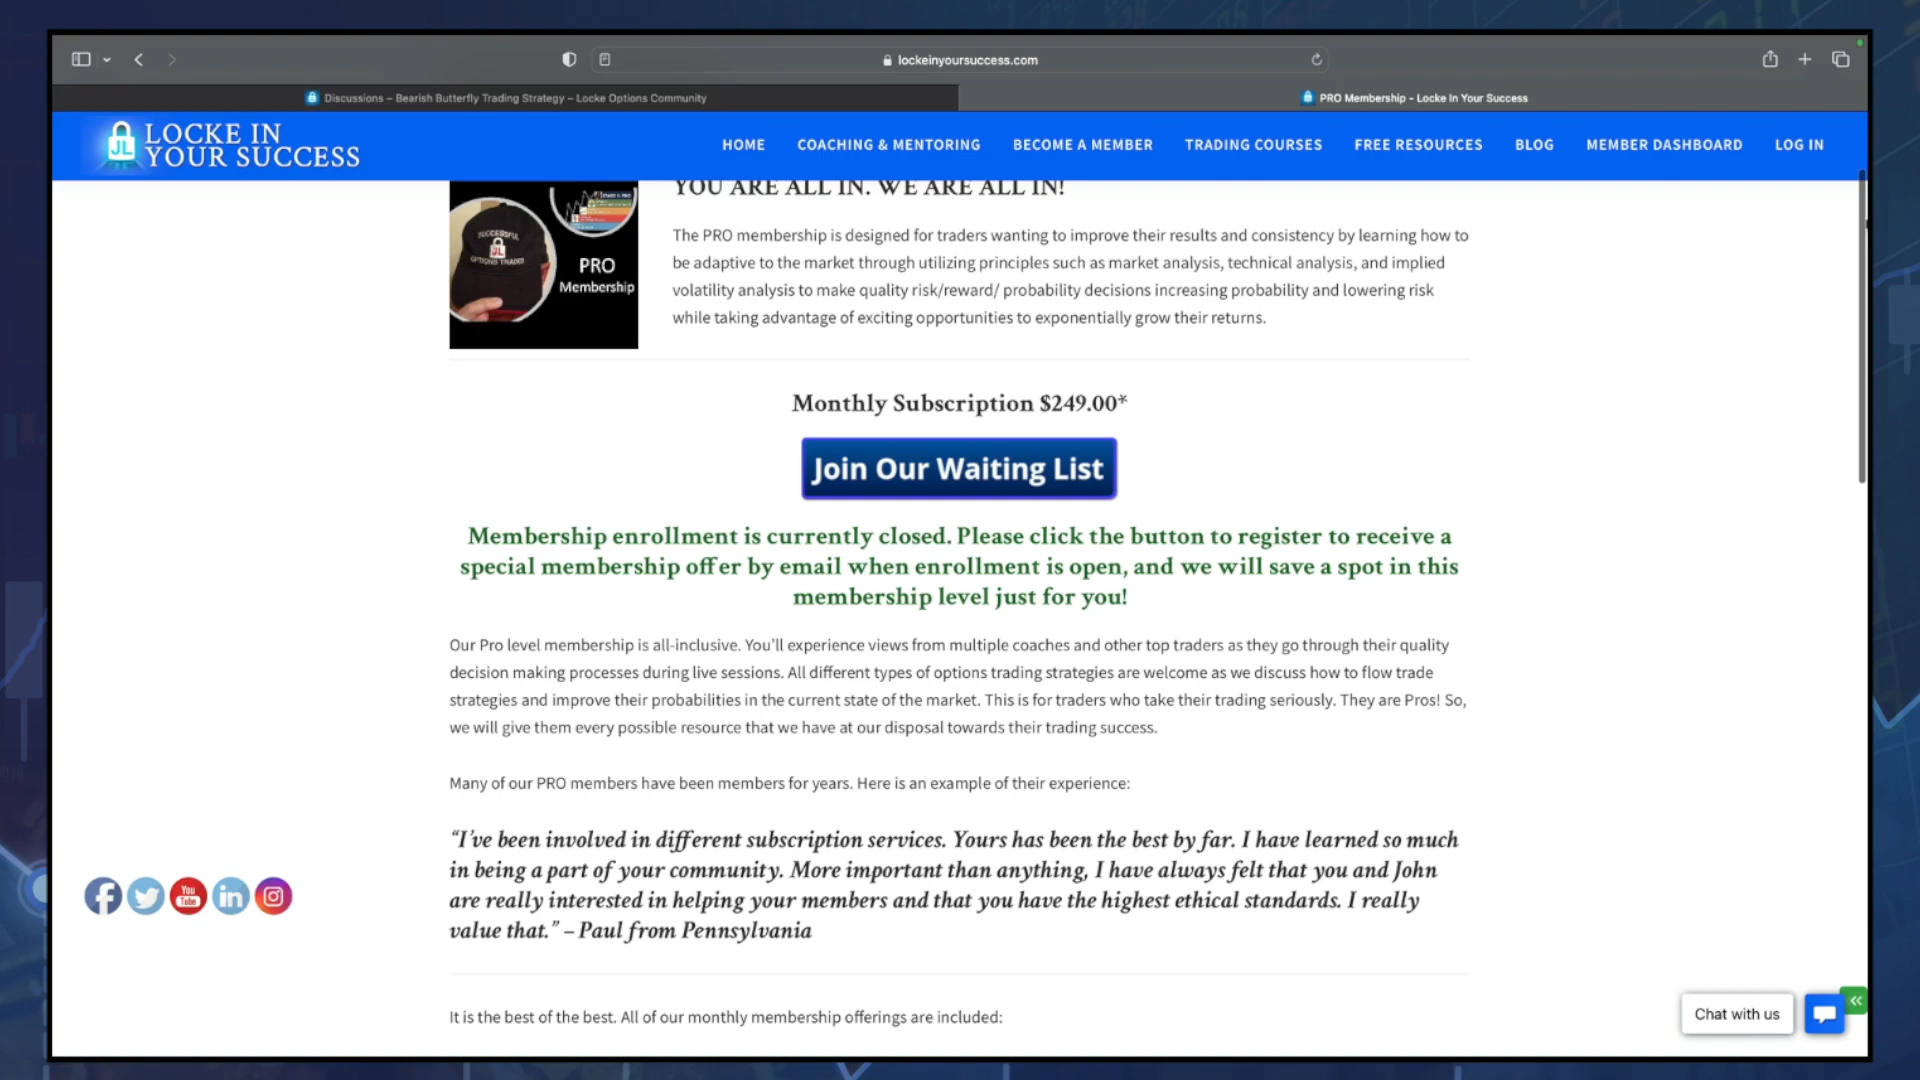 lockeinyoursuccess.com
Discussions – Bearish Butterfly Trading Strategy – Locke Options Community
PRO Membership - Locke In Your Success
JL
LOCKE IN
YOUR SUCCESS
HOME
COACHING & MENTORING
BECOME A MEMBER
TRADING COURSES
FREE RESOURCES
BLOG
MEMBER DASHBOARD
LOG IN
YOU ARE ALL IN. WE ARE ALL IN!
SUCCESSFUL
JL
OPTIONS TRADER
PRO
Membership
The PRO membership is designed for traders wanting to improve their results and consistency by learning how to
be adaptive to the market through utilizing principles such as market analysis, technical analysis, and implied
volatility analysis to make quality risk/reward/ probability decisions increasing probability and lowering risk
while taking advantage of exciting opportunities to exponentially grow their returns.
Monthly Subscription $249.00*
Join Our Waiting List
Membership enrollment is currently closed. Please click the button to register to receive a
special membership offer by email when enrollment is open, and we will save a spot in this
membership level just for you!
Our Pro level membership is all-inclusive. You'll experience views from multiple coaches and other top traders as they go through their quality
decision making processes during live sessions. All different types of options trading strategies are welcome as we discuss how to flow trade
strategies and improve their probabilities in the current state of the market. This is for traders who take their trading seriously. They are Pros! So,
we will give them every possible resource that we have at our disposal towards their trading success.
Many of our PRO members have been members for years. Here is an example of their experience:
“I've been involved in different subscription services. Yours has been the best by far. I have learned so much
in being a part of your community. More important than anything, I have always felt that you and John
are really interested in helping your members and that you have the highest ethical standards. I really
value that.” – Paul from Pennsylvania
You
Tube
It is the best of the best. All of our monthly membership offerings are included:
Chat with us